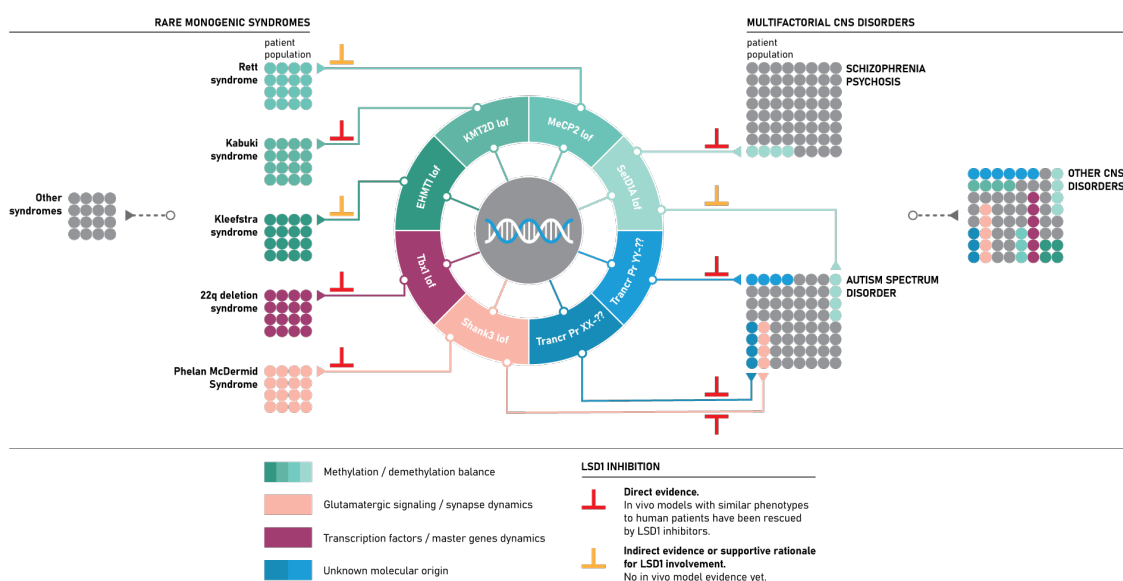 RARE MONOGENIC SYNDROMES
MULTIFACTORIAL CNS DISORDERS
patient
population
patient
population
Rett
syndrome
Kabuki
syndrome
Other
syndromes
Kleefstra
syndrome
22q deletion
syndrome
Phelan McDermid
Syndrome
KMT2D lof
MeCP2 lof
EHMT1 lof
SetD1A lof
Tbx1 lof
Trancr Pr YY-??
Shank3 lof
Trancr Pr XX-??
SCHIZOPHRENIA
PSYCHOSIS
OTHER CNS
DISORDERS
AUTISM SPECTRUM
DISORDER
Methylation / demethylation balance
Glutamatergic signaling / synapse dynamics
Transcription factors / master genes dynamics
Unknown molecular origin
LSD1 INHIBITION
Direct evidence.
In vivo models with similar phenotypes
to human patients have been rescued
by LSD1 inhibitors.
Indirect evidence or supportive rationale
for LSD1 involvement.
No in vivo model evidence yet.